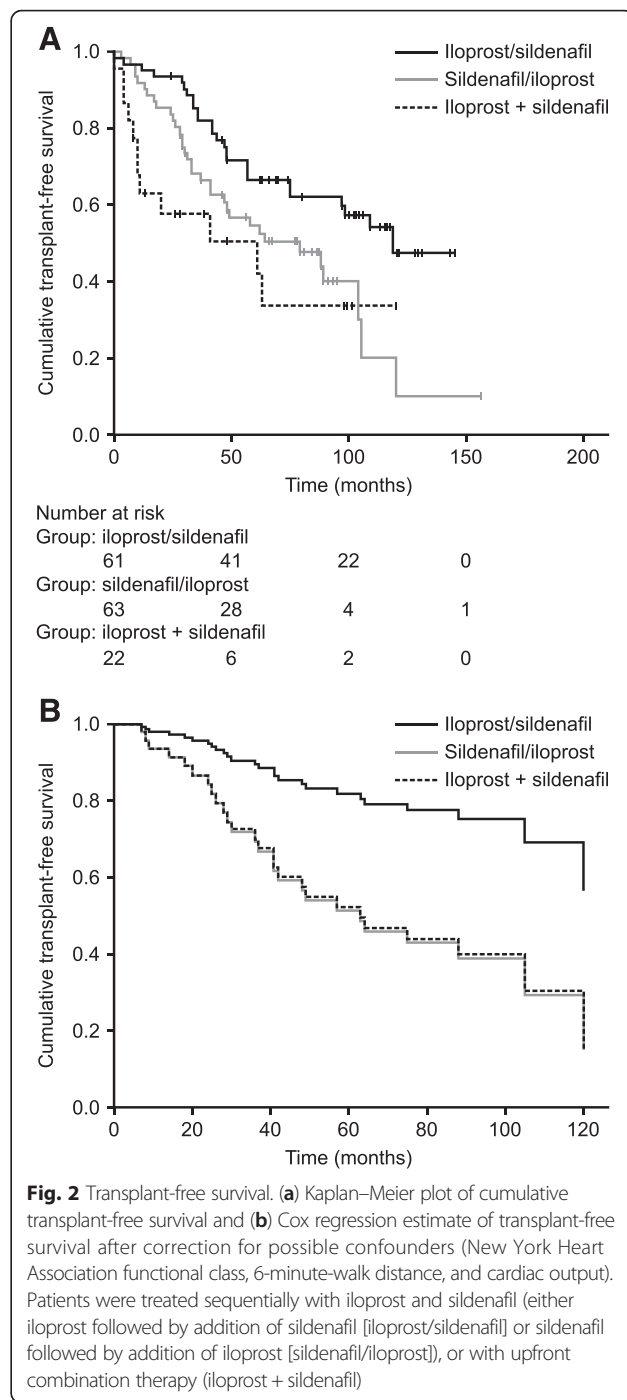 A
Iloprost/sildenafil
Sildenafil/iloprost
Iloprost + sildenafil
Cumulative transplant-free survival
1.0
0.8
0.6
0.4
0.2
0.0
0 50 100 150 200
Time (months)
Number at risk
Group: iloprost/sildenafil
61 41 22 0
Group: sildenafil/iloprost
63 28 4 1
Group: iloprost + sildenafil
22 6 2 0
B
Iloprost/sildenafil
Sildenafil/iloprost
Iloprost + sildenafil
Cumulative transplant-free survival
1.0
0.8
0.6
0.4
0.2
0.0
0 20 40 60 80 100 120
Time (months)
Fig. 2 Transplant-free survival. (a) Kaplan–Meier plot of cumulative
transplant-free survival and (b) Cox regression estimate of transplant-free
survival after correction for possible confounders (New York Heart
Association functional class, 6-minute-walk distance, and cardiac output).
Patients were treated sequentially with iloprost and sildenafil (either
iloprost followed by addition of sildenafil [iloprost/sildenafil] or sildenafil
followed by addition of iloprost [sildenafil/iloprost]), or with upfront
combination therapy (iloprost + sildenafil)